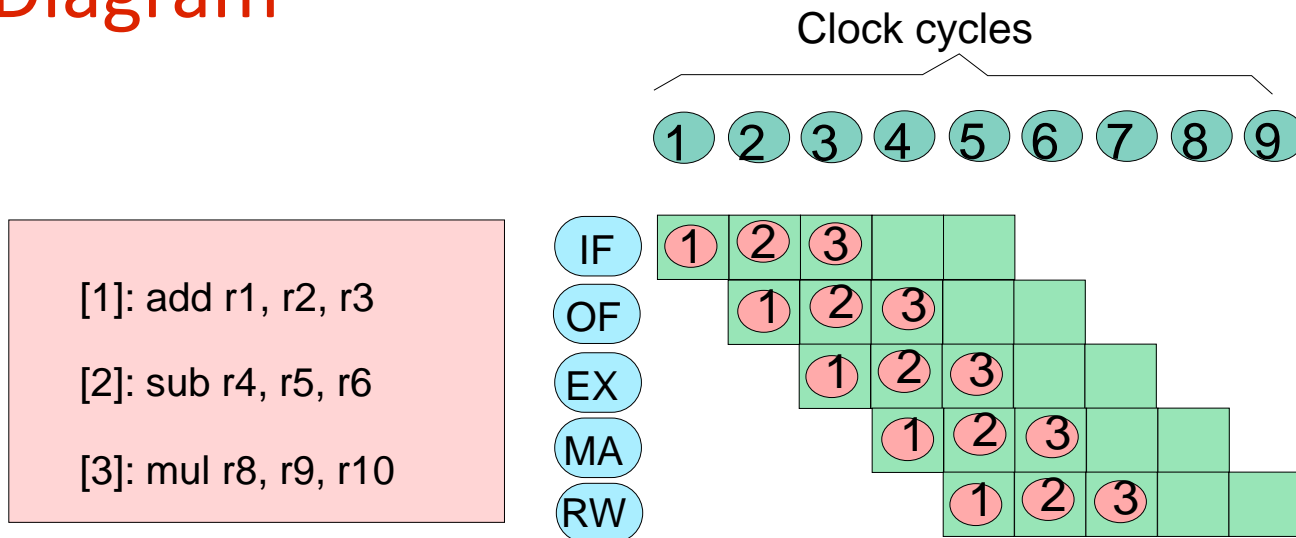 Diagram
Clock cycles
1 2 3 4 5 6 7 8 9
[1]: add r1, r2, r3
[2]: sub r4, r5, r6
[3]: mul r8, r9, r10
IF 1 2 3
OF 1 2 3
EX 1 2 3
MA 1 2 3
RW 1 2 3